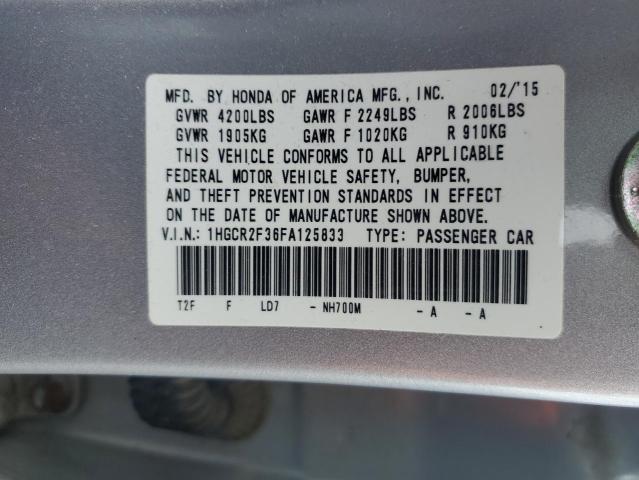 MFD. BY HONDA OF AMERICA MFG., INC. 02/'15
GVWR 4200LBS GAWR F 2249LBS R 2006LBS
GVWR 1905KG GAWR F 1020KG R 910KG
THIS VEHICLE CONFORMS TO ALL APPLICABLE
FEDERAL MOTOR VEHICLE SAFETY, BUMPER,
AND THEFT PREVENTION STANDARDS IN EFFECT
ON THE DATE OF MANUFACTURE SHOWN ABOVE.
V.I.N.: 1HGCR2F36FA125833 TYPE: PASSENGER CAR
T2F F LD7 - NH700M - A - A